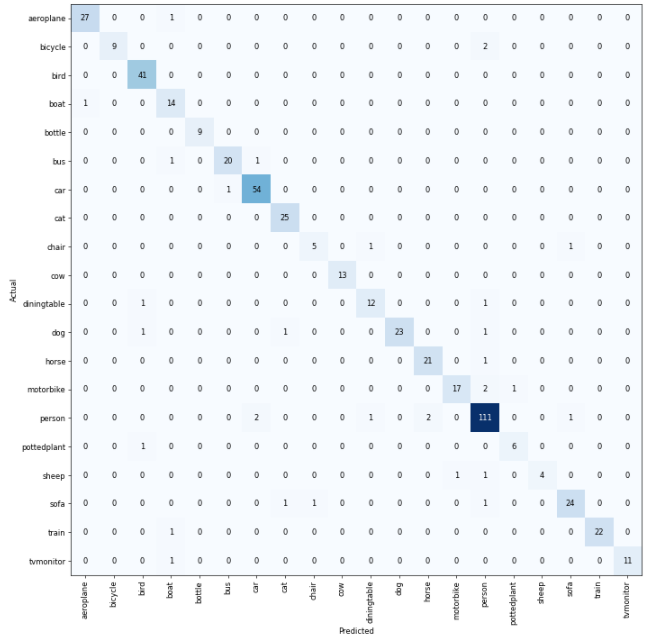 aeroplane 27 0 0 1 0 0 0 0 0 0 0 0 0 0 0 0 0 0 0 0
bicycle 0 9 0 0 0 0 0 0 0 0 0 0 0 0 2 0 0 0 0 0
bird 0 0 41 0 0 0 0 0 0 0 0 0 0 0 0 0 0 0 0 0
boat 1 0 0 14 0 0 0 0 0 0 0 0 0 0 0 0 0 0 0 0
bottle 0 0 0 0 9 0 0 0 0 0 0 0 0 0 0 0 0 0 0 0
bus 0 0 0 1 0 20 1 0 0 0 0 0 0 0 0 0 0 0 0 0
car 0 0 0 0 0 1 54 0 0 0 0 0 0 0 0 0 0 0 0 0
cat 0 0 0 0 0 0 0 25 0 0 0 0 0 0 0 0 0 0 0 0
chair 0 0 0 0 0 0 0 0 5 0 1 0 0 0 0 0 0 1 0 0
cow 0 0 0 0 0 0 0 0 0 13 0 0 0 0 0 0 0 0 0 0
diningtable 0 0 1 0 0 0 0 0 0 0 12 0 0 0 1 0 0 0 0 0
dog 0 0 1 0 0 0 0 1 0 0 0 23 0 0 1 0 0 0 0 0
horse 0 0 0 0 0 0 0 0 0 0 0 0 21 0 1 0 0 0 0 0
motorbike 0 0 0 0 0 0 0 0 0 0 0 0 0 17 2 1 0 0 0 0
person 0 0 0 0 0 0 2 0 0 0 1 0 2 0 111 0 0 1 0 0
pottedplant 0 0 1 0 0 0 0 0 0 0 0 0 0 0 0 6 0 0 0 0
sheep 0 0 0 0 0 0 0 0 0 0 0 0 0 1 1 0 4 0 0 0
sofa 0 0 0 0 0 0 0 1 1 0 0 0 0 0 1 0 0 24 0 0
train 0 0 0 1 0 0 0 0 0 0 0 0 0 0 0 0 0 0 22 0
tvmonitor 0 0 0 1 0 0 0 0 0 0 0 0 0 0 0 0 0 0 0 11
Actual
aeroplane
bicycle
bird
boat
bottle
bus
car
cat
chair
cow
diningtable
dog
horse
motorbike
person
pottedplant
sheep
sofa
train
tvmonitor
Predicted